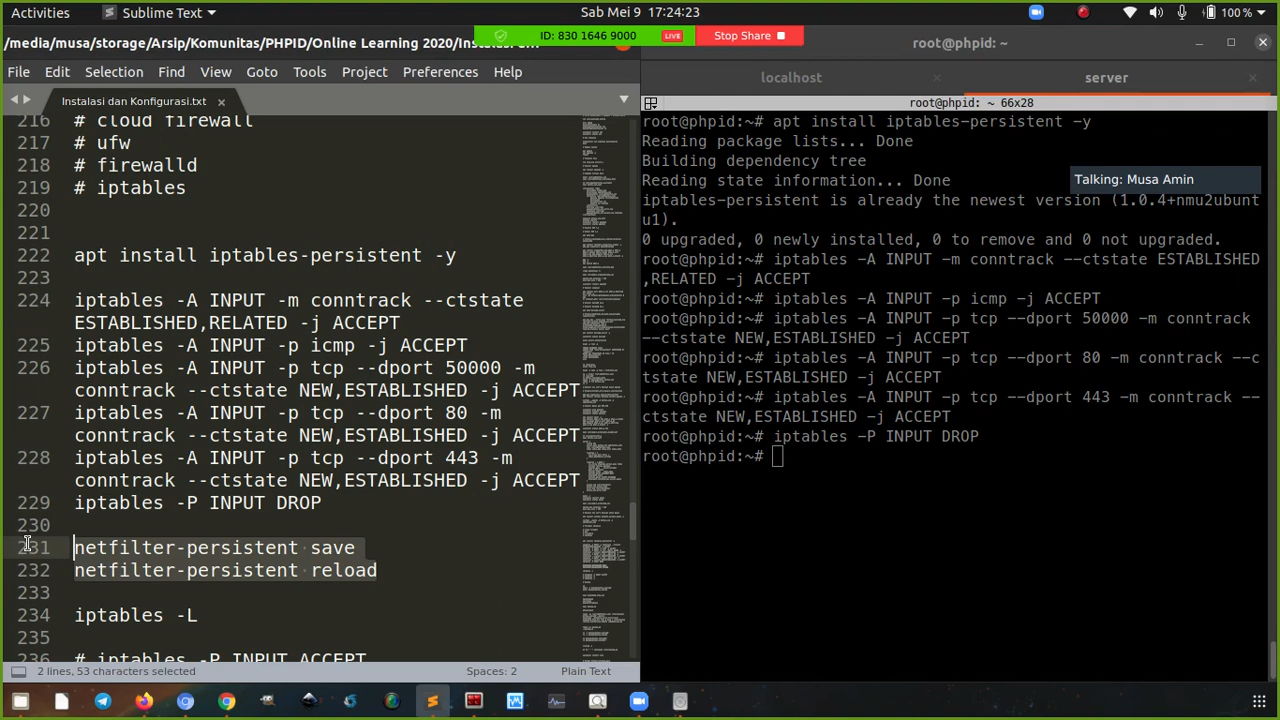 Activities
Sublime Text
Sab Mei 9 17:24:23
100 %
ID: 830 1646 9000
LIVE
Stop Share
/media/musa/storage/Arsip/Komunitas/PHPID/Online Learning 2020/
root@phpid: ~
File Edit Selection Find View Goto Tools Project Preferences Help
localhost
server
Instalasi dan Konfigurasi.txt
root@phpid: ~ 66x28
216 # cloud firewall
217 # ufw
218 # firewalld
219 # iptables
220
221
222 apt install iptables-persistent -y
223
224 iptables -A INPUT -m conntrack --ctstate
ESTABLISHED,RELATED -j ACCEPT
225 iptables -A INPUT -p icmp -j ACCEPT
226 iptables -A INPUT -p tcp --dport 50000 -m
conntrack --ctstate NEW,ESTABLISHED -j ACCEPT
227 iptables -A INPUT -p tcp --dport 80 -m
conntrack --ctstate NEW,ESTABLISHED -j ACCEPT
228 iptables -A INPUT -p tcp --dport 443 -m
conntrack --ctstate NEW,ESTABLISHED -j ACCEPT
229 iptables -P INPUT DROP
230
231 netfilter-persistent save
232 netfilter-persistent reload
233
234 iptables -L
235
236 # iptables -P INPUT ACCEPT
2 lines, 53 characters selected
Spaces: 2
Plain Text
root@phpid:~# apt install iptables-persistent -y
Reading package lists... Done
Building dependency tree
Reading state information... Done
Talking: Musa Amin
iptables-persistent is already the newest version (1.0.4+nmu2ubunt
u1).
0 upgraded, 0 newly installed, 0 to remove and 0 not upgraded.
root@phpid:~# iptables -A INPUT -m conntrack --ctstate ESTABLISHED
,RELATED -j ACCEPT
root@phpid:~# iptables -A INPUT -p icmp -j ACCEPT
root@phpid:~# iptables -A INPUT -p tcp --dport 50000 -m conntrack
--ctstate NEW,ESTABLISHED -j ACCEPT
root@phpid:~# iptables -A INPUT -p tcp --dport 80 -m conntrack --c
tstate NEW,ESTABLISHED -j ACCEPT
root@phpid:~# iptables -A INPUT -p tcp --dport 443 -m conntrack --
ctstate NEW,ESTABLISHED -j ACCEPT
root@phpid:~# iptables -P INPUT DROP
root@phpid:~#